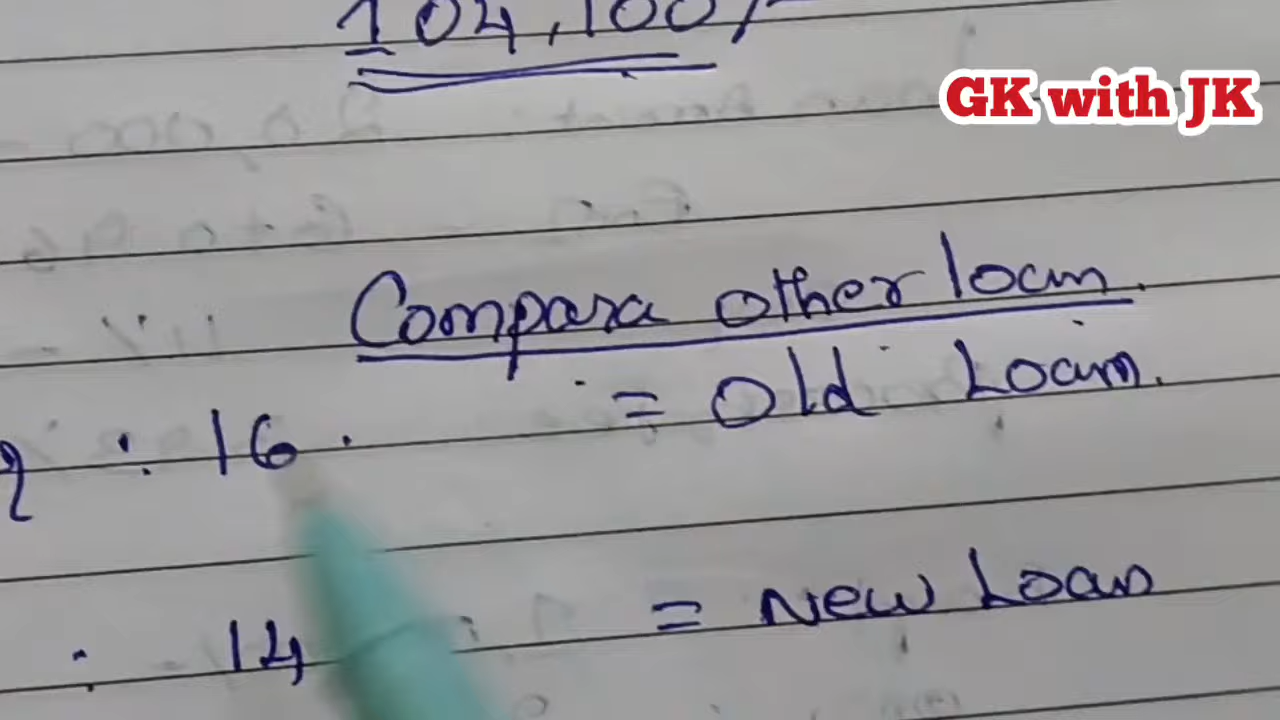 104,100/-
GK with JK
Compara other loan.
: 16 = Old Loan.
: 14 = New Loan